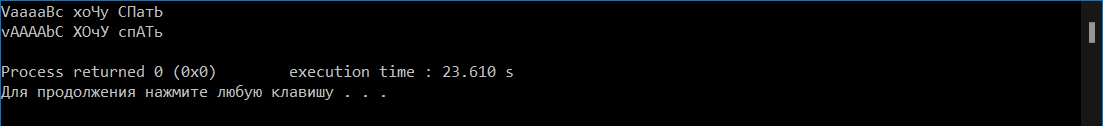 VaaaaBc хоЧу СПатЬ
vAAAAbC ХОчУ спАТь
Process returned 0 (0x0)        execution time : 23.610 s
Для продолжения нажмите любую клавишу . . .